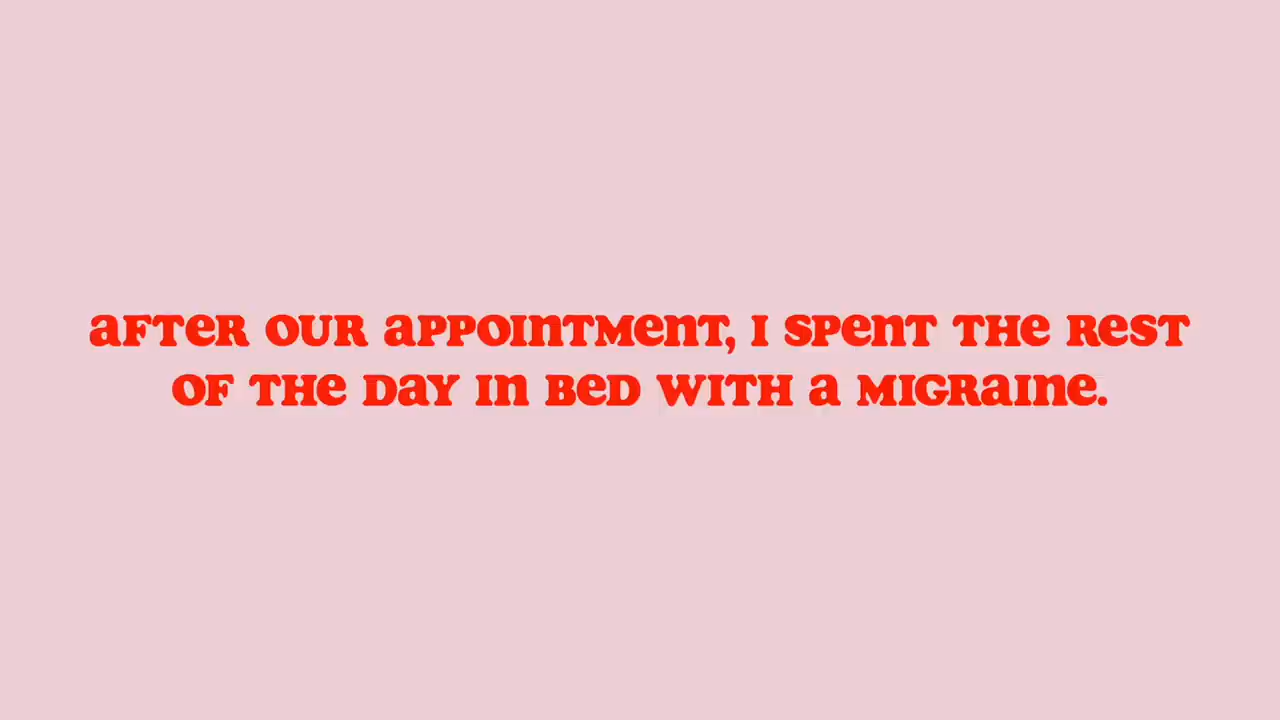 AFTER OUR APPOINTMENT, I SPENT THE REST
OF THE DAY IN BED WITH A MIGRAINE.